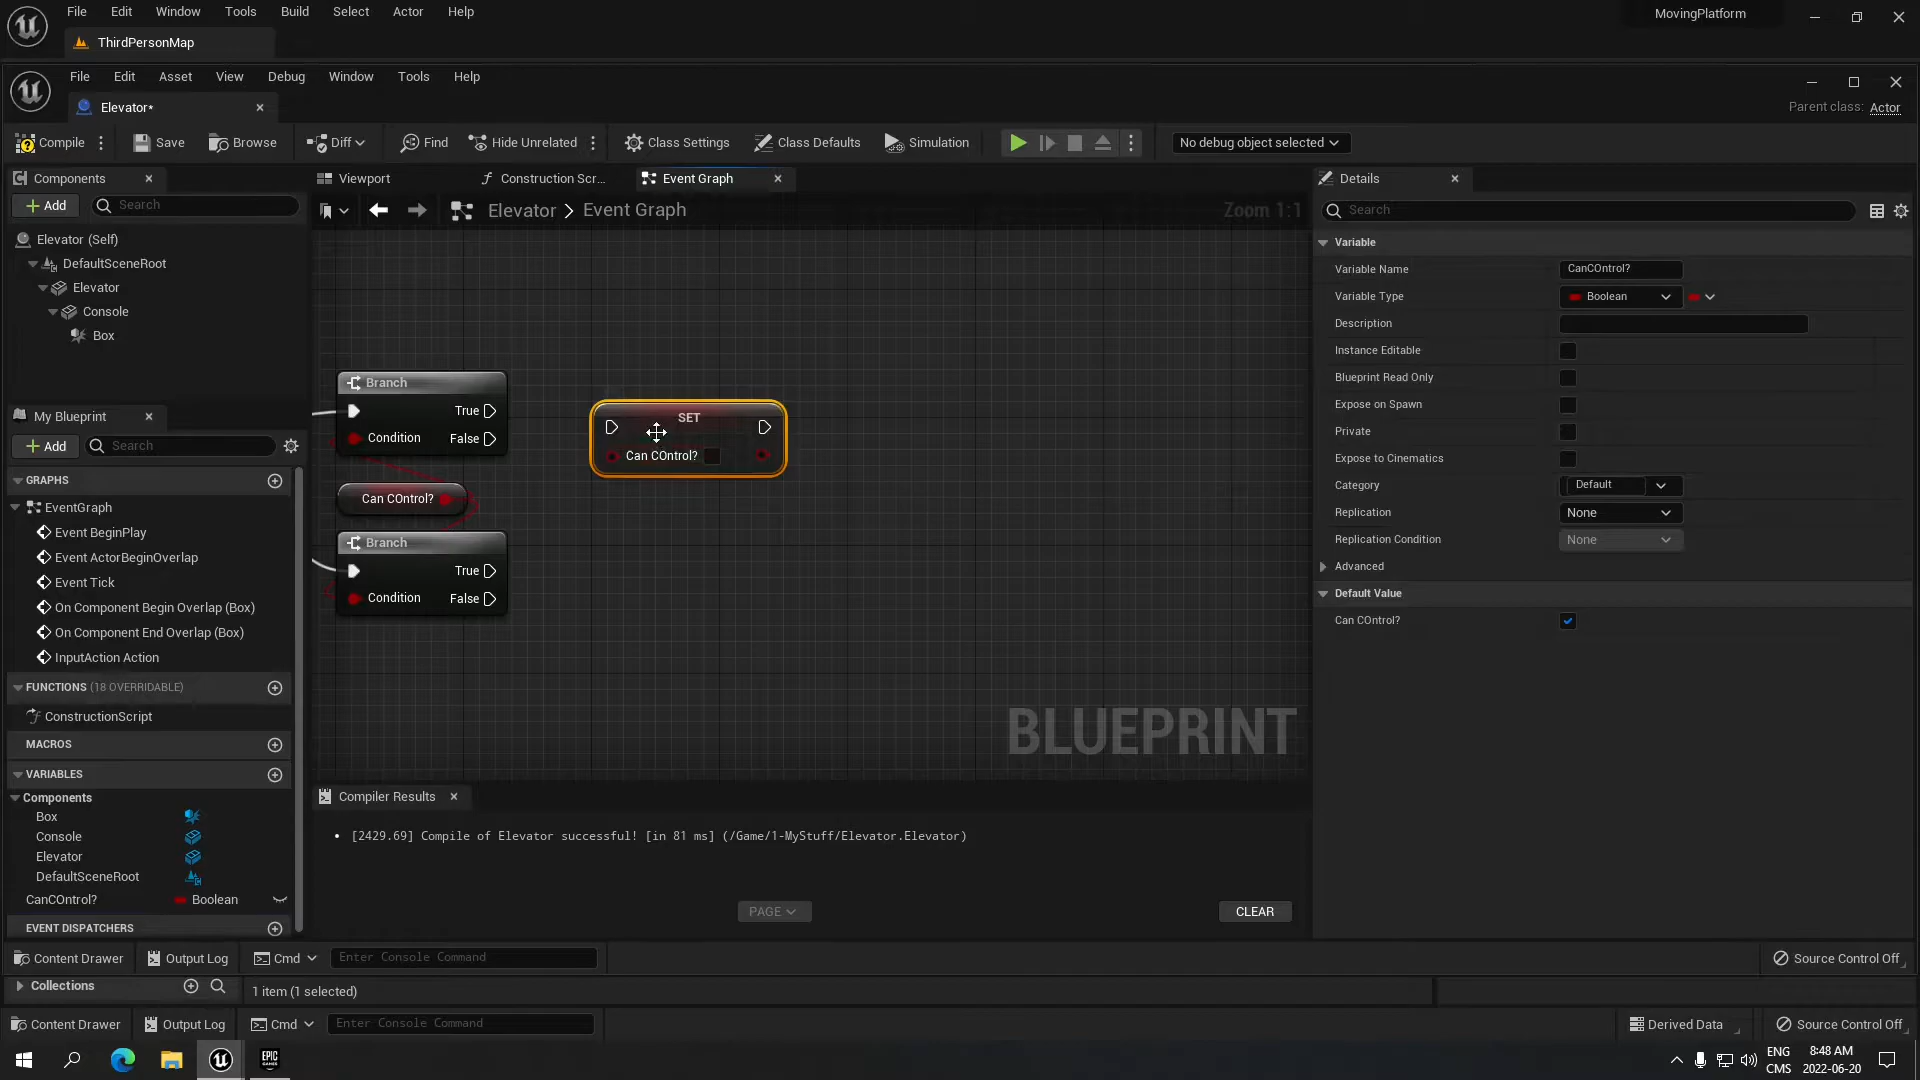 File Edit Window Tools Build Select Actor Help
MovingPlatform
ThirdPersonMap
File Edit Asset View Debug Window Tools Help
Elevator*
Parent class: Actor
Compile Save Browse Diff Find Hide Unrelated Class Settings Class Defaults Simulation No debug object selected
Components
Viewport
Construction Scr...
Event Graph
Details
Add
Search
Elevator > Event Graph
Zoom 1:1
Search
Elevator (Self)
DefaultSceneRoot
Elevator
Console
Box
My Blueprint
Add
Search
GRAPHS
EventGraph
Event BeginPlay
Event ActorBeginOverlap
Event Tick
On Component Begin Overlap (Box)
On Component End Overlap (Box)
InputAction Action
FUNCTIONS (18 OVERRIDABLE)
ConstructionScript
MACROS
VARIABLES
Components
Box
Console
Elevator
DefaultSceneRoot
CanCOntrol? Boolean
EVENT DISPATCHERS
Branch
True
Condition False
Can COntrol?
Branch
True
Condition False
SET
Can COntrol?
BLUEPRINT
Variable
Variable Name CanCOntrol?
Variable Type Boolean
Description
Instance Editable
Blueprint Read Only
Expose on Spawn
Private
Expose to Cinematics
Category Default
Replication None
Replication Condition None
Advanced
Default Value
Can COntrol?
Compiler Results
[2429.69] Compile of Elevator successful! [in 81 ms] (/Game/1-MyStuff/Elevator.Elevator)
PAGE
CLEAR
Content Drawer Output Log Cmd Enter Console Command Source Control Off
Collections
1 item (1 selected)
Content Drawer Output Log Cmd Enter Console Command Derived Data Source Control Off
EPIC
GAMES
ENG
CMS
8:48 AM
2022-06-20